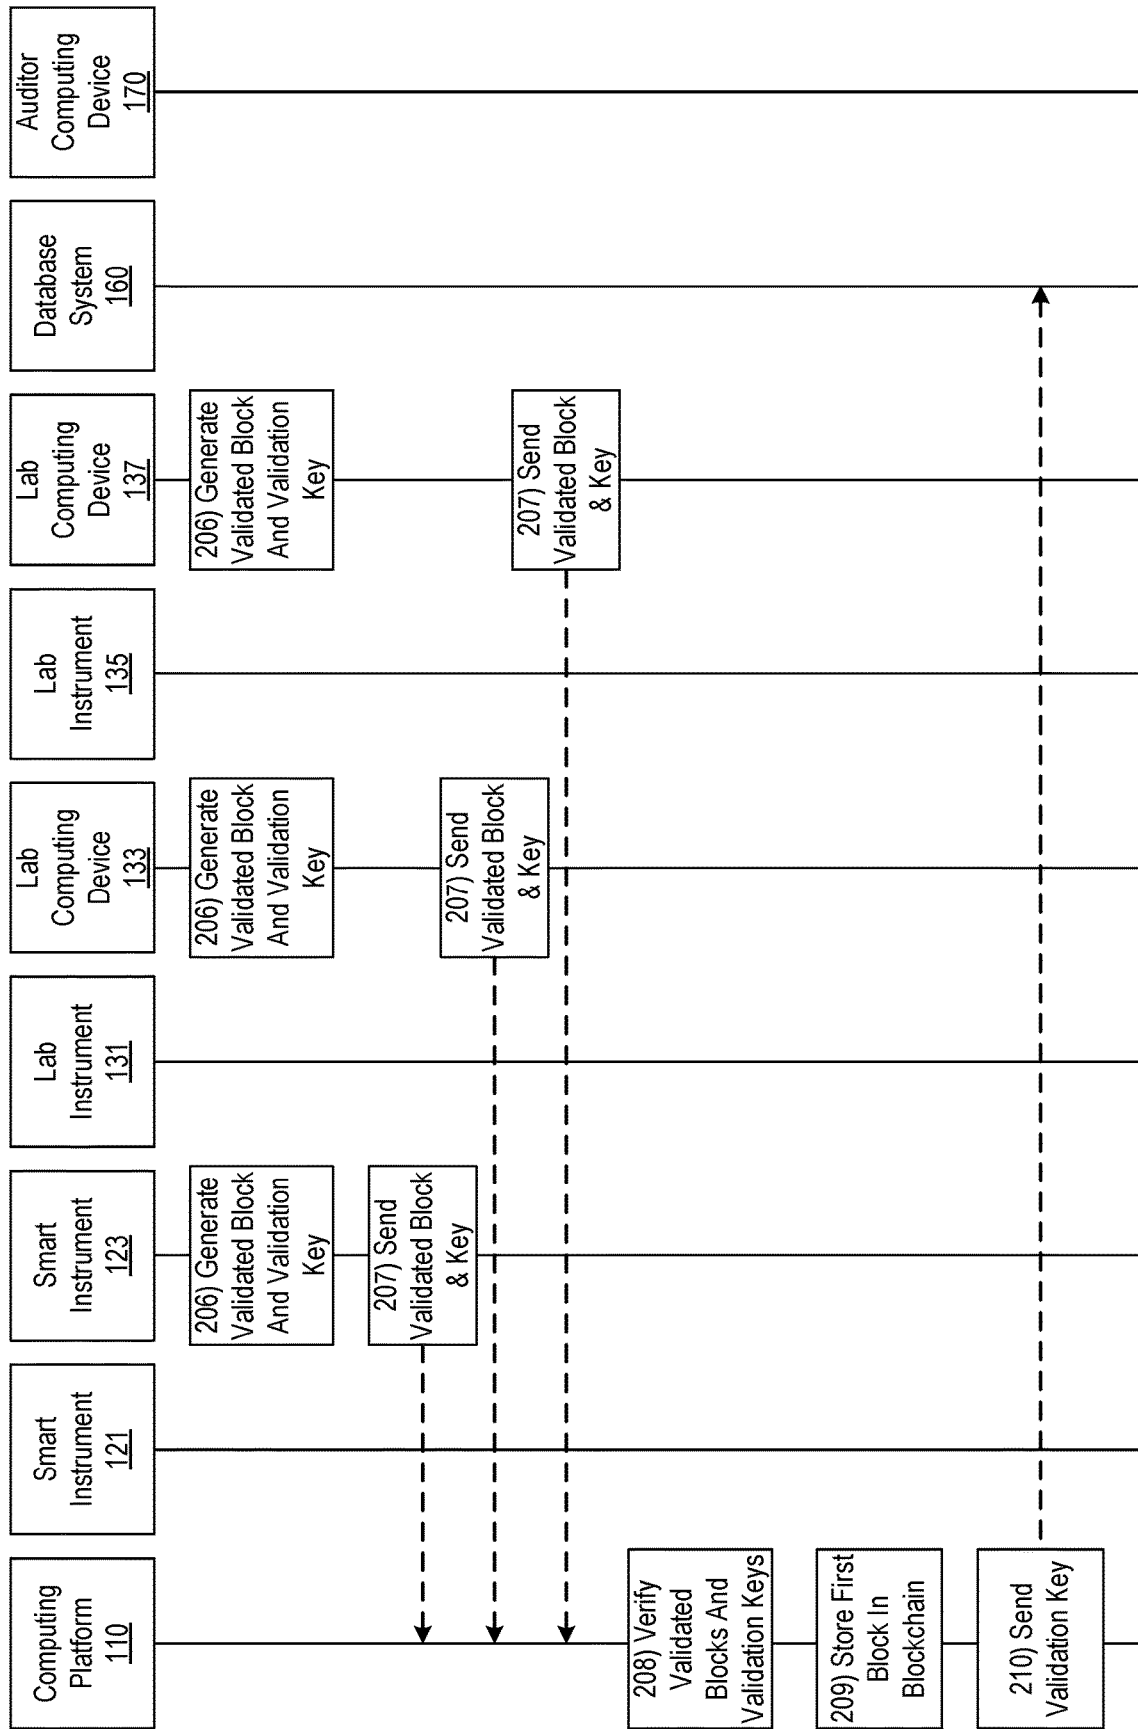 Computing
Platform
110
Smart
Instrument
121
Smart
Instrument
123
Lab
Instrument
131
Lab
Computing
Device
133
Lab
Instrument
135
Lab
Computing
Device
137
Database
System
160
Auditor
Computing
Device
170
206) Generate
Validated Block
And Validation
Key
206) Generate
Validated Block
And Validation
Key
206) Generate
Validated Block
And Validation
Key
207) Send
Validated Block
& Key
207) Send
Validated Block
& Key
207) Send
Validated Block
& Key
208) Verify
Validated
Blocks And
Validation Keys
209) Store First
Block In
Blockchain
210) Send
Validation Key